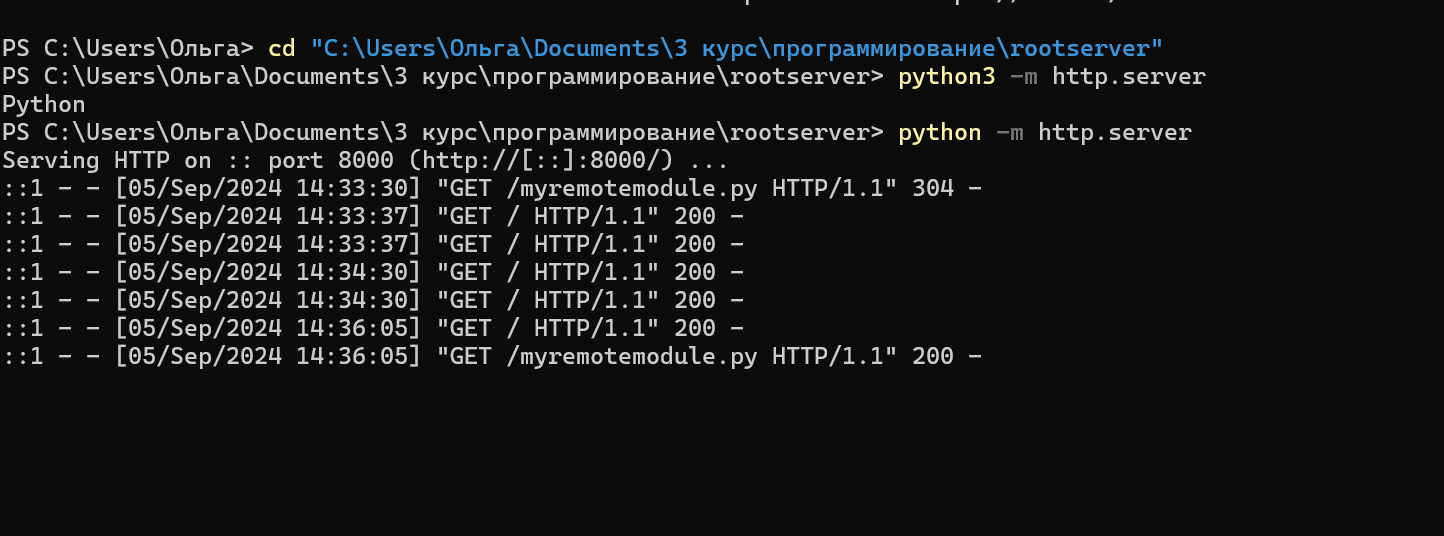 PS C:\Users\Ольга> cd "C:\Users\Ольга\Documents\3 курс\программирование\rootserver"
PS C:\Users\Ольга\Documents\3 курс\программирование\rootserver> python3 -m http.server
Python
PS C:\Users\Ольга\Documents\3 курс\программирование\rootserver> python -m http.server
Serving HTTP on :: port 8000 (http://[::]:8000/) ...
::1 - - [05/Sep/2024 14:33:30] "GET /myremotemodule.py HTTP/1.1" 304 -
::1 - - [05/Sep/2024 14:33:37] "GET / HTTP/1.1" 200 -
::1 - - [05/Sep/2024 14:33:37] "GET / HTTP/1.1" 200 -
::1 - - [05/Sep/2024 14:34:30] "GET / HTTP/1.1" 200 -
::1 - - [05/Sep/2024 14:34:30] "GET / HTTP/1.1" 200 -
::1 - - [05/Sep/2024 14:36:05] "GET / HTTP/1.1" 200 -
::1 - - [05/Sep/2024 14:36:05] "GET /myremotemodule.py HTTP/1.1" 200 -